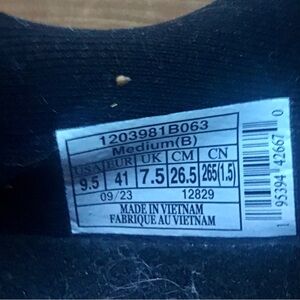 1203981B063
Medium(B)
USA EUR UK CM CN
9.5 41 7.5 26.5 265(1.5)
09/23 12829
MADE IN VIETNAM
FABRIQUE AU VIETNAM
1 95394 42667 0